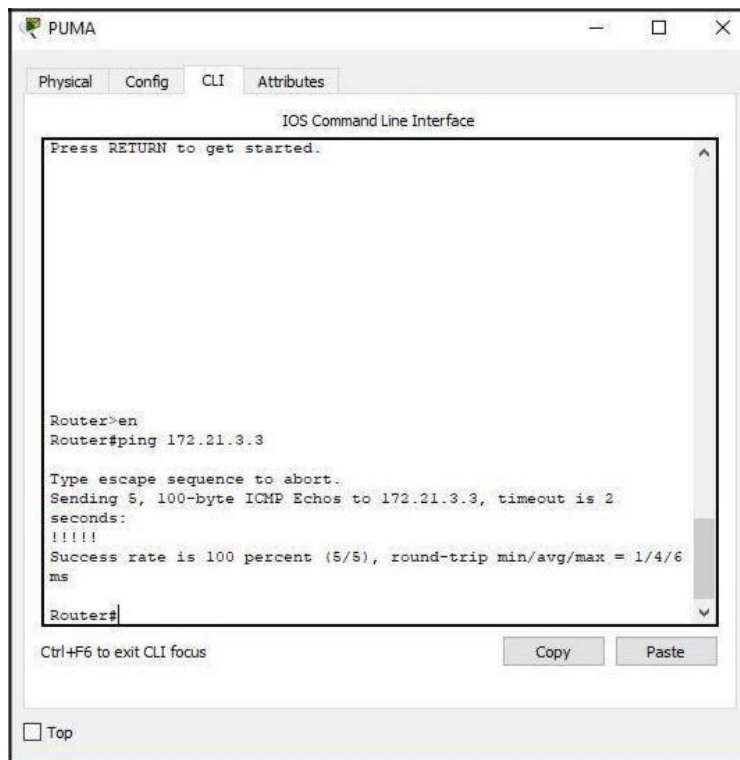 PUMA
Physical Config CLI Attributes
IOS Command Line Interface
Press RETURN to get started.
Router>en
Router#ping 172.21.3.3
Type escape sequence to abort.
Sending 5, 100-byte ICMP Echos to 172.21.3.3, timeout is 2
seconds:
!!!!!
Success rate is 100 percent (5/5), round-trip min/avg/max = 1/4/6
ms
Router#
Ctrl+F6 to exit CLI focus
Copy Paste
Top